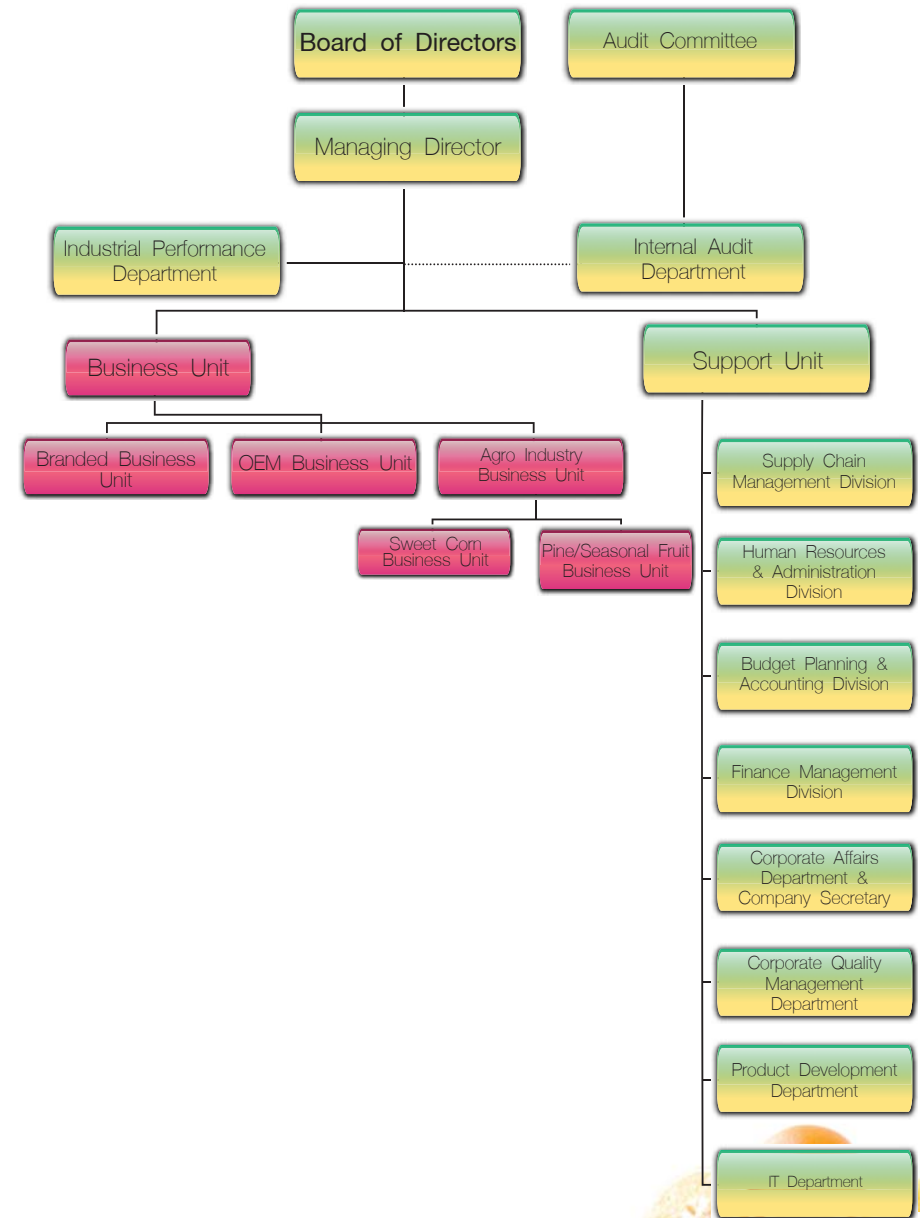 Board of Directors
Audit Committee
Managing Director
Industrial Performance
Department
Internal Audit
Department
Business Unit
Support Unit
Branded Business
Unit
OEM Business Unit
Agro Industry
Business Unit
Sweet Corn
Business Unit
Pine/Seasonal Fruit
Business Unit
Supply Chain
Management Division
Human Resources
& Administration
Division
Budget Planning &
Accounting Division
Finance Management
Division
Corporate Affairs
Department &
Company Secretary
Corporate Quality
Management
Department
Product Development
Department
IT Department